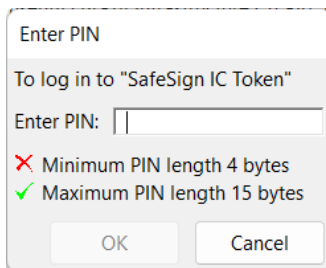 Enter PIN
To log in to "SafeSign IC Token"
Enter PIN:
Minimum PIN length 4 bytes
Maximum PIN length 15 bytes
OK Cancel